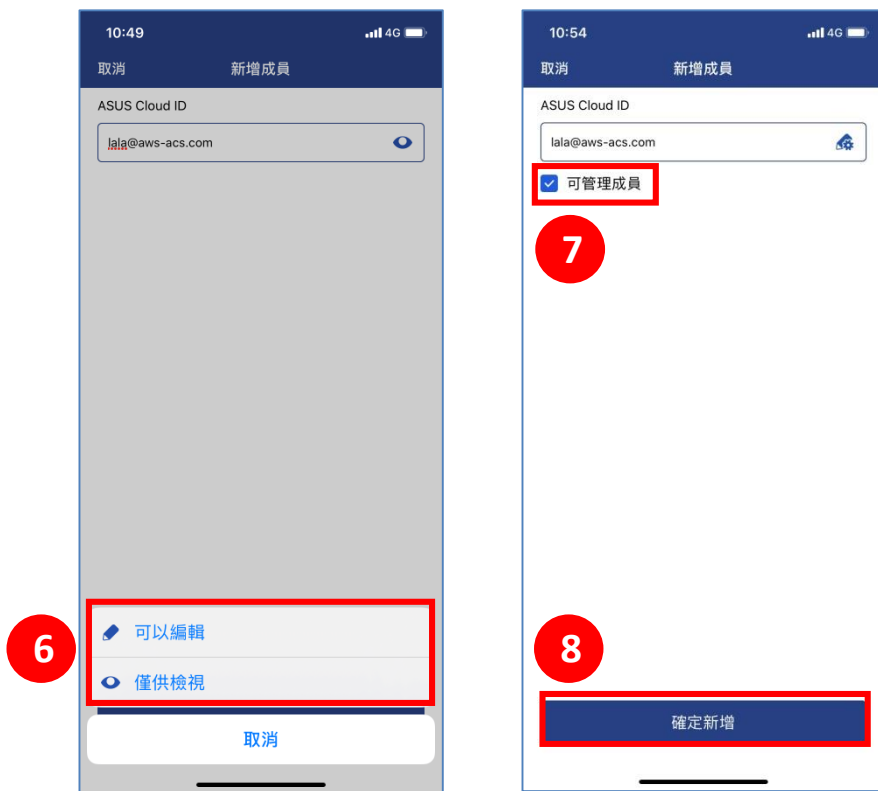 10:49
4G
取消
新增成員
ASUS Cloud ID
lala@aws-acs.com
6
可以編輯
僅供檢視
取消
10:54
4G
取消
新增成員
ASUS Cloud ID
lala@aws-acs.com
可管理成員
7
8
確定新增